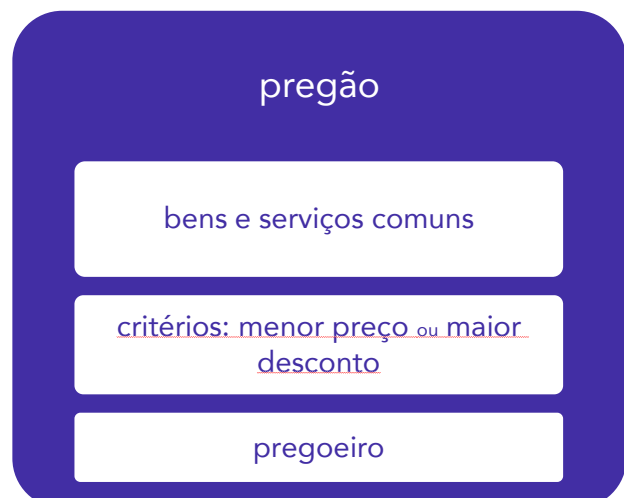 pregão
bens e serviços comuns
critérios: menor preço ou maior
desconto
pregoeiro